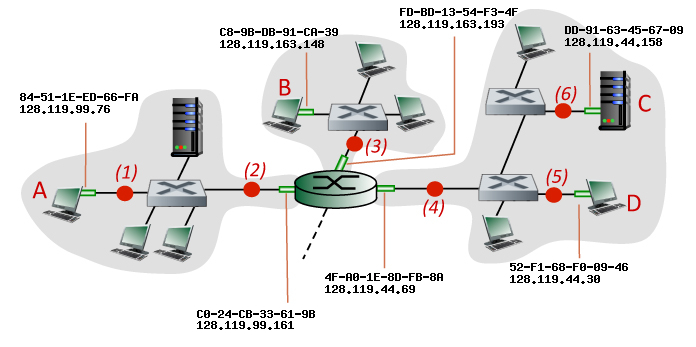 FD-BD-13-54-F3-4F
128.119.163.193
C8-9B-DB-91-CA-39
128.119.163.148
DD-91-63-45-67-09
128.119.44.158
84-51-1E-ED-66-FA
128.119.99.76
B
(6)
C
(3)
A
(1)
(2)
(4)
(5)
D
52-F1-68-F0-09-46
128.119.44.30
4F-A0-1E-8D-FB-8A
128.119.44.69
C0-24-CB-33-61-9B
128.119.99.161